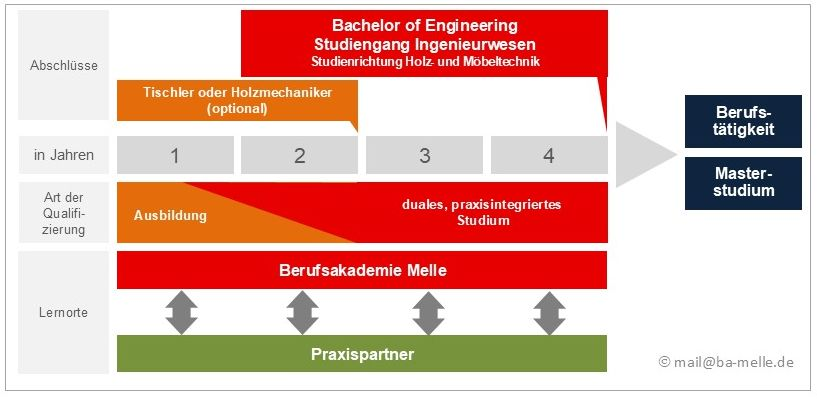 Abschlüsse
Bachelor of Engineering
Studiengang Ingenieurwesen
Studienrichtung Holz- und Möbeltechnik
Tischler oder Holzmechaniker
(optional)
in Jahren
1
2
3
4
Berufs-
tätigkeit
Master-
studium
Art der
Qualifi-
zierung
Ausbildung
duales, praxisintegriertes
Studium
Lernorte
Berufsakademie Melle
Praxispartner
© mail@ba-melle.de